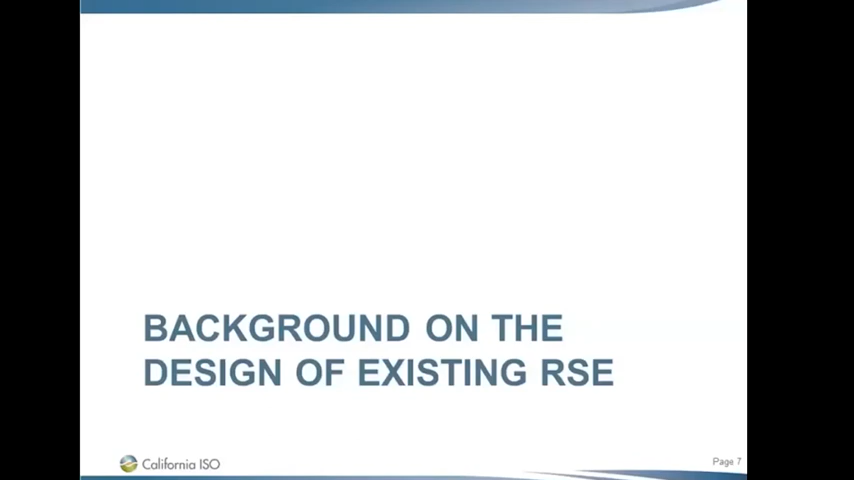 BACKGROUND ON THE
DESIGN OF EXISTING RSE
California ISO
Page 7